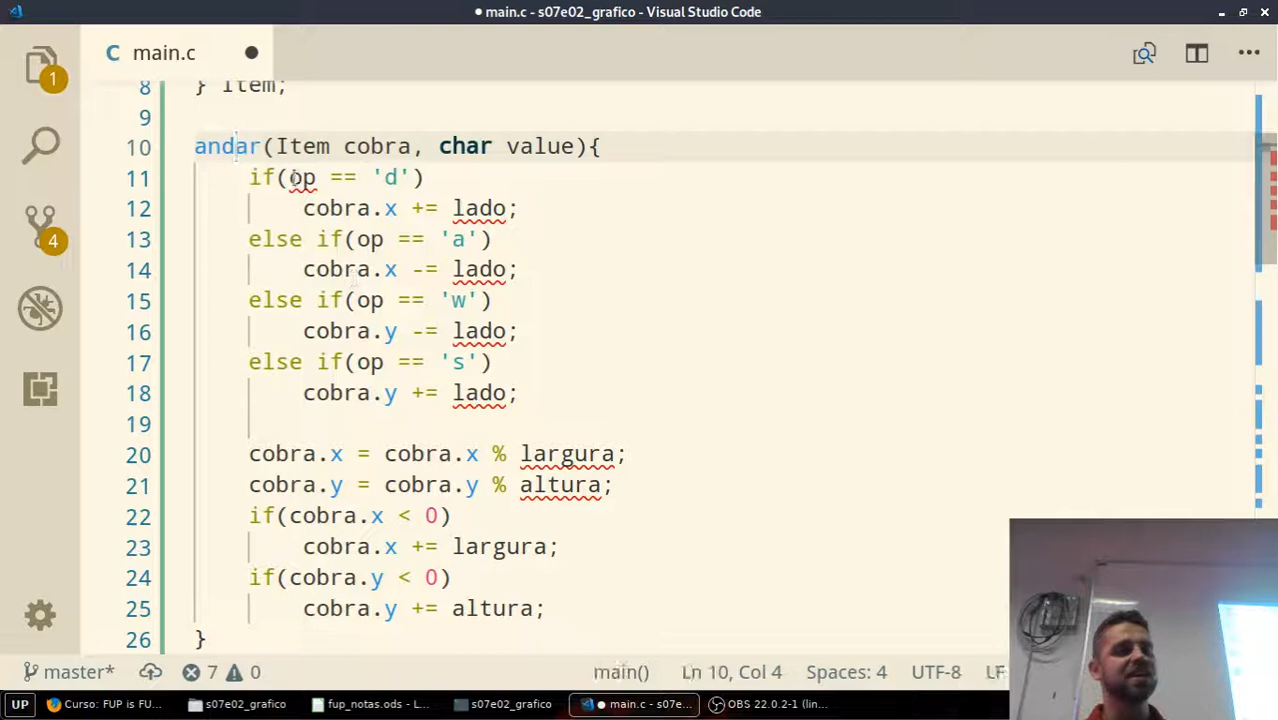 ● main.c - s07e02_grafico - Visual Studio Code
C main.c ●
8 } Item;
9
10 andar(Item cobra, char value){
11 if(op == 'd')
12 cobra.x += lado;
13 else if(op == 'a')
14 cobra.x -= lado;
15 else if(op == 'w')
16 cobra.y -= lado;
17 else if(op == 's')
18 cobra.y += lado;
19
20 cobra.x = cobra.x % largura;
21 cobra.y = cobra.y % altura;
22 if(cobra.x < 0)
23 cobra.x += largura;
24 if(cobra.y < 0)
25 cobra.y += altura;
26 }
1
4
master* 7 0 main() Ln 10, Col 4 Spaces: 4 UTF-8 LF
UP Curso: FUP is FU... s07e02_grafico fup_notas.ods - L... s07e02_grafico ● main.c - s07e... OBS 22.0.2-1 (lin...